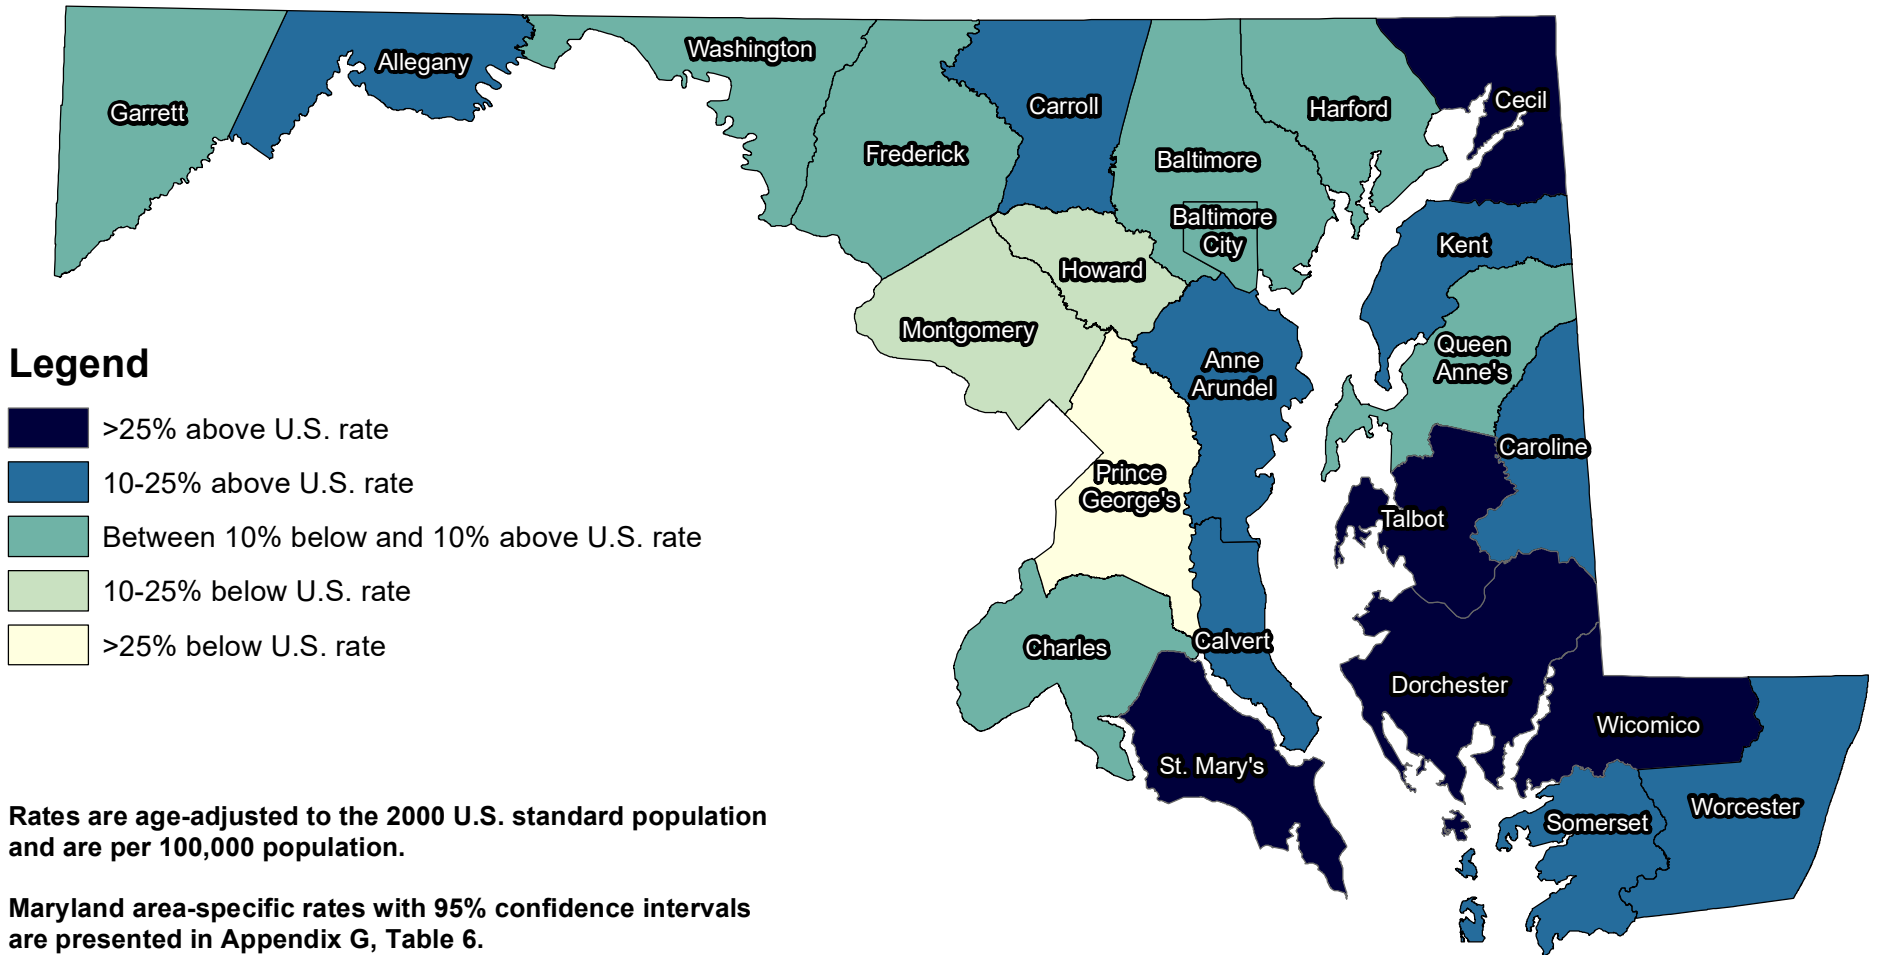 Garrett
Allegany
Washington
Frederick
Carroll
Baltimore
Baltimore
City
Harford
Cecil
Kent
Howard
Montgomery
Anne
Arundel
Queen
Anne's
Caroline
Prince
George's
Talbot
Charles
Calvert
Dorchester
Wicomico
St. Mary's
Somerset
Worcester
Legend
>25% above U.S. rate
10-25% above U.S. rate
Between 10% below and 10% above U.S. rate
10-25% below U.S. rate
>25% below U.S. rate
Rates are age-adjusted to the 2000 U.S. standard population
and are per 100,000 population.
Maryland area-specific rates with 95% confidence intervals
are presented in Appendix G, Table 6.